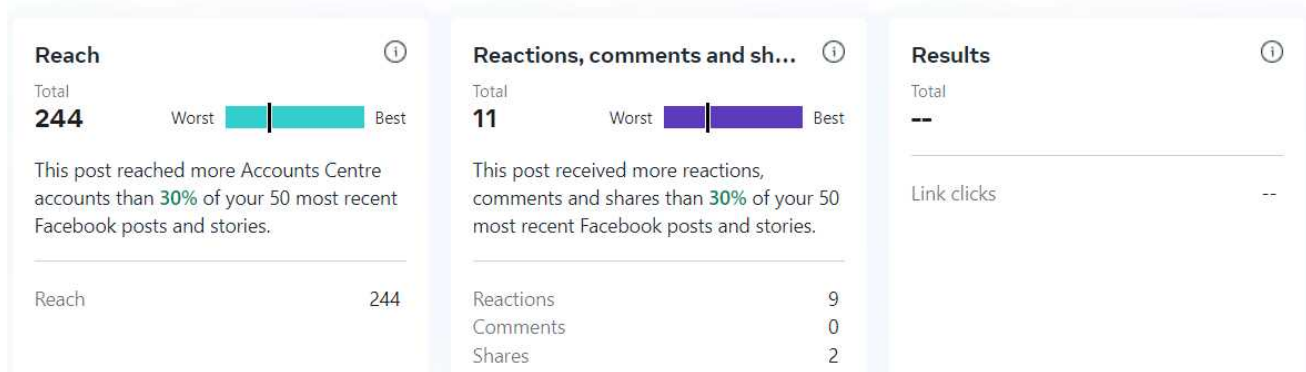 Reach
Total
244
Worst
Best
This post reached more Accounts Centre
accounts than 30% of your 50 most recent
Facebook posts and stories.
Reach 244
Reactions, comments and sh...
Total
11
Worst
Best
This post received more reactions,
comments and shares than 30% of your 50
most recent Facebook posts and stories.
Reactions 9
Comments 0
Shares 2
Results
Total
--
Link clicks --